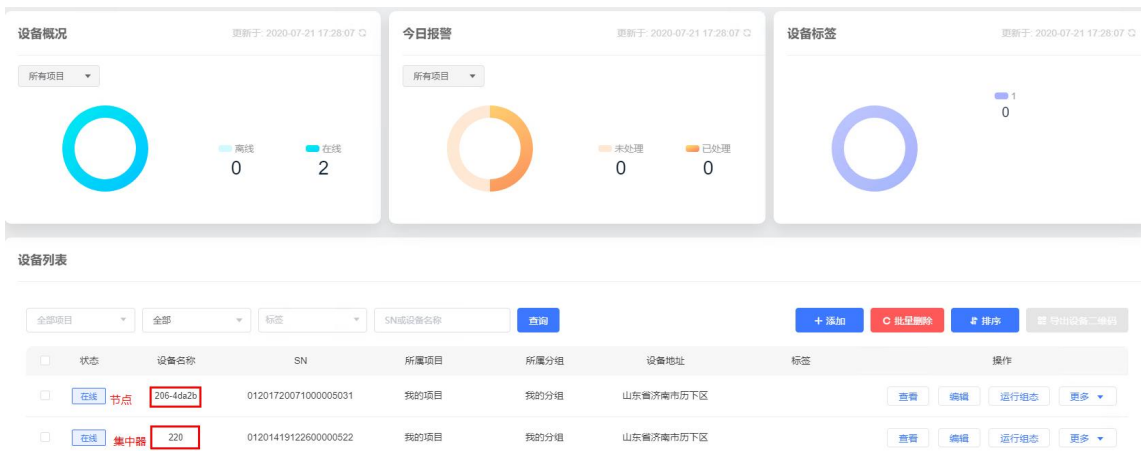 设备概况 更新于: 2020-07-21 17:28:07
所有项目
离线 在线
0 2
今日报警 更新于: 2020-07-21 17:28:07
所有项目
未处理 已处理
0 0
设备标签 更新于: 2020-07-21 17:28:07
1
0
设备列表
全部项目 全部 标签 SN或设备名称 查询 + 添加 C 批量删除 排序 导出设备二维码
状态 设备名称 SN 所属项目 所属分组 设备地址 标签 操作
在线 节点 206-4da2b 01201720071000005031 我的项目 我的分组 山东省济南市历下区 查看 编辑 运行组态 更多
在线 集中器 220 01201419122600000522 我的项目 我的分组 山东省济南市历下区 查看 编辑 运行组态 更多